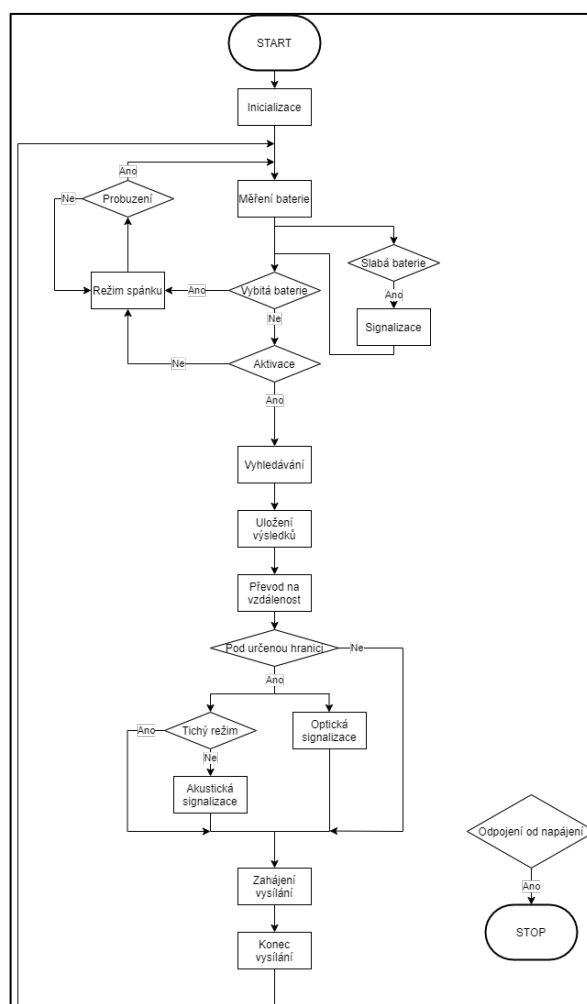 START
Inicializace
Ano
Ne
Probuzení
Měření baterie
Slabá baterie
Režim spánku
Ano
Vybitá baterie
Ano
Ne
Signalizace
Ne
Aktivace
Ano
Vyhledávání
Uložení
výsledků
Převod na
vzdálenost
Pod určenou hranici
Ne
Ano
Ano
Tichý režim
Optická
signalizace
Ne
Akustická
signalizace
Odpojení od napájení
Zahájení
vysílání
Ano
STOP
Konec
vysílání